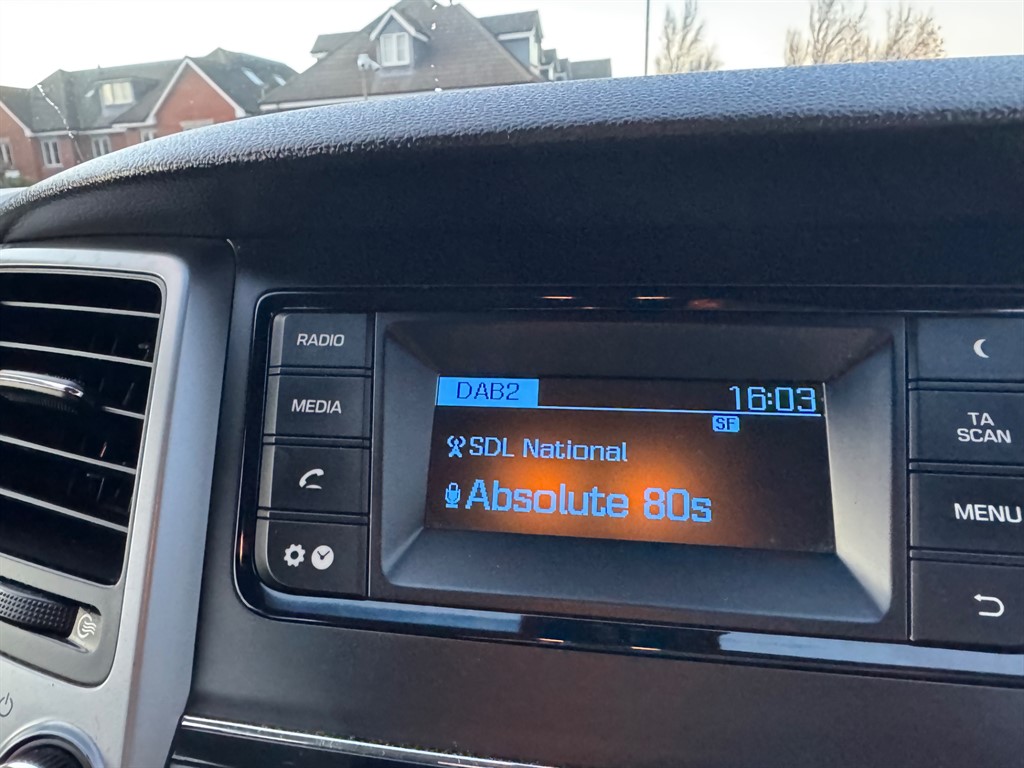 RADIO
MEDIA
DAB2 16:03
SF
SDL National
Absolute 80s
TA
SCAN
MENU